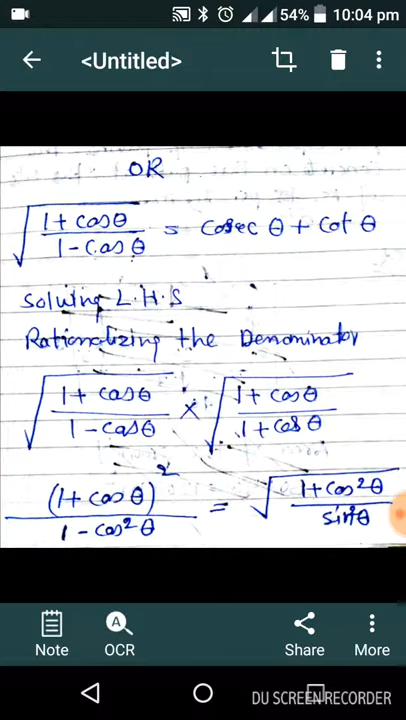 54% 10:04 pm
<Untitled>
OR
√((1 + cosθ)/(1 - cosθ)) = Cosec θ + Cot θ
Solving L.H.S
Rationalizing the Denominator
√((1 + cosθ)/(1 - cosθ)) × √((1 + cosθ)/(1 + cosθ))
(1 + cosθ)²/(1 - cos²θ) = √((1 + cos²θ)/(sin²θ))
A
Note OCR Share More
DU SCREEN RECORDER